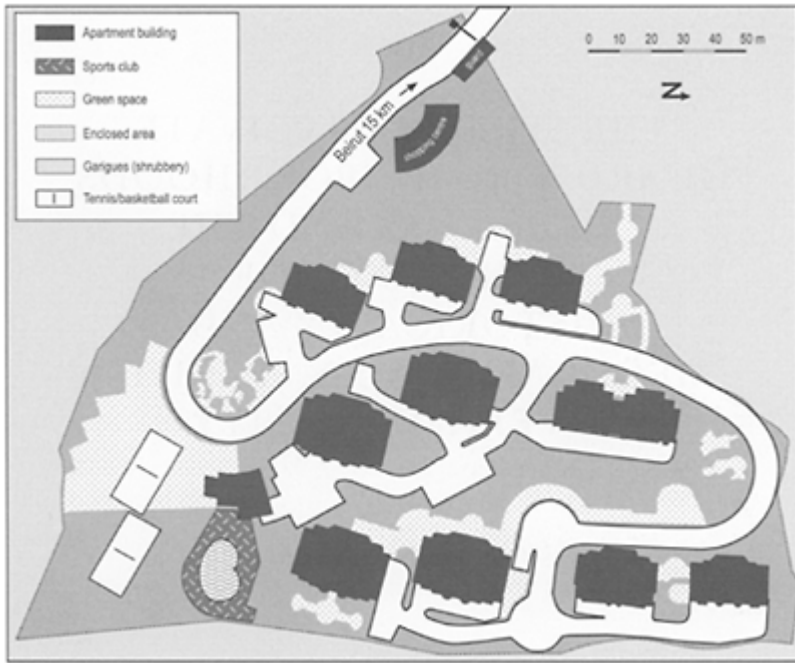 Apartment building
Sports club
Green space
Enclosed area
Garigues (shrubbery)
Tennis/basketball court
0 10 20 30 40 50 m
N
Beirut 15 km
shopping centre